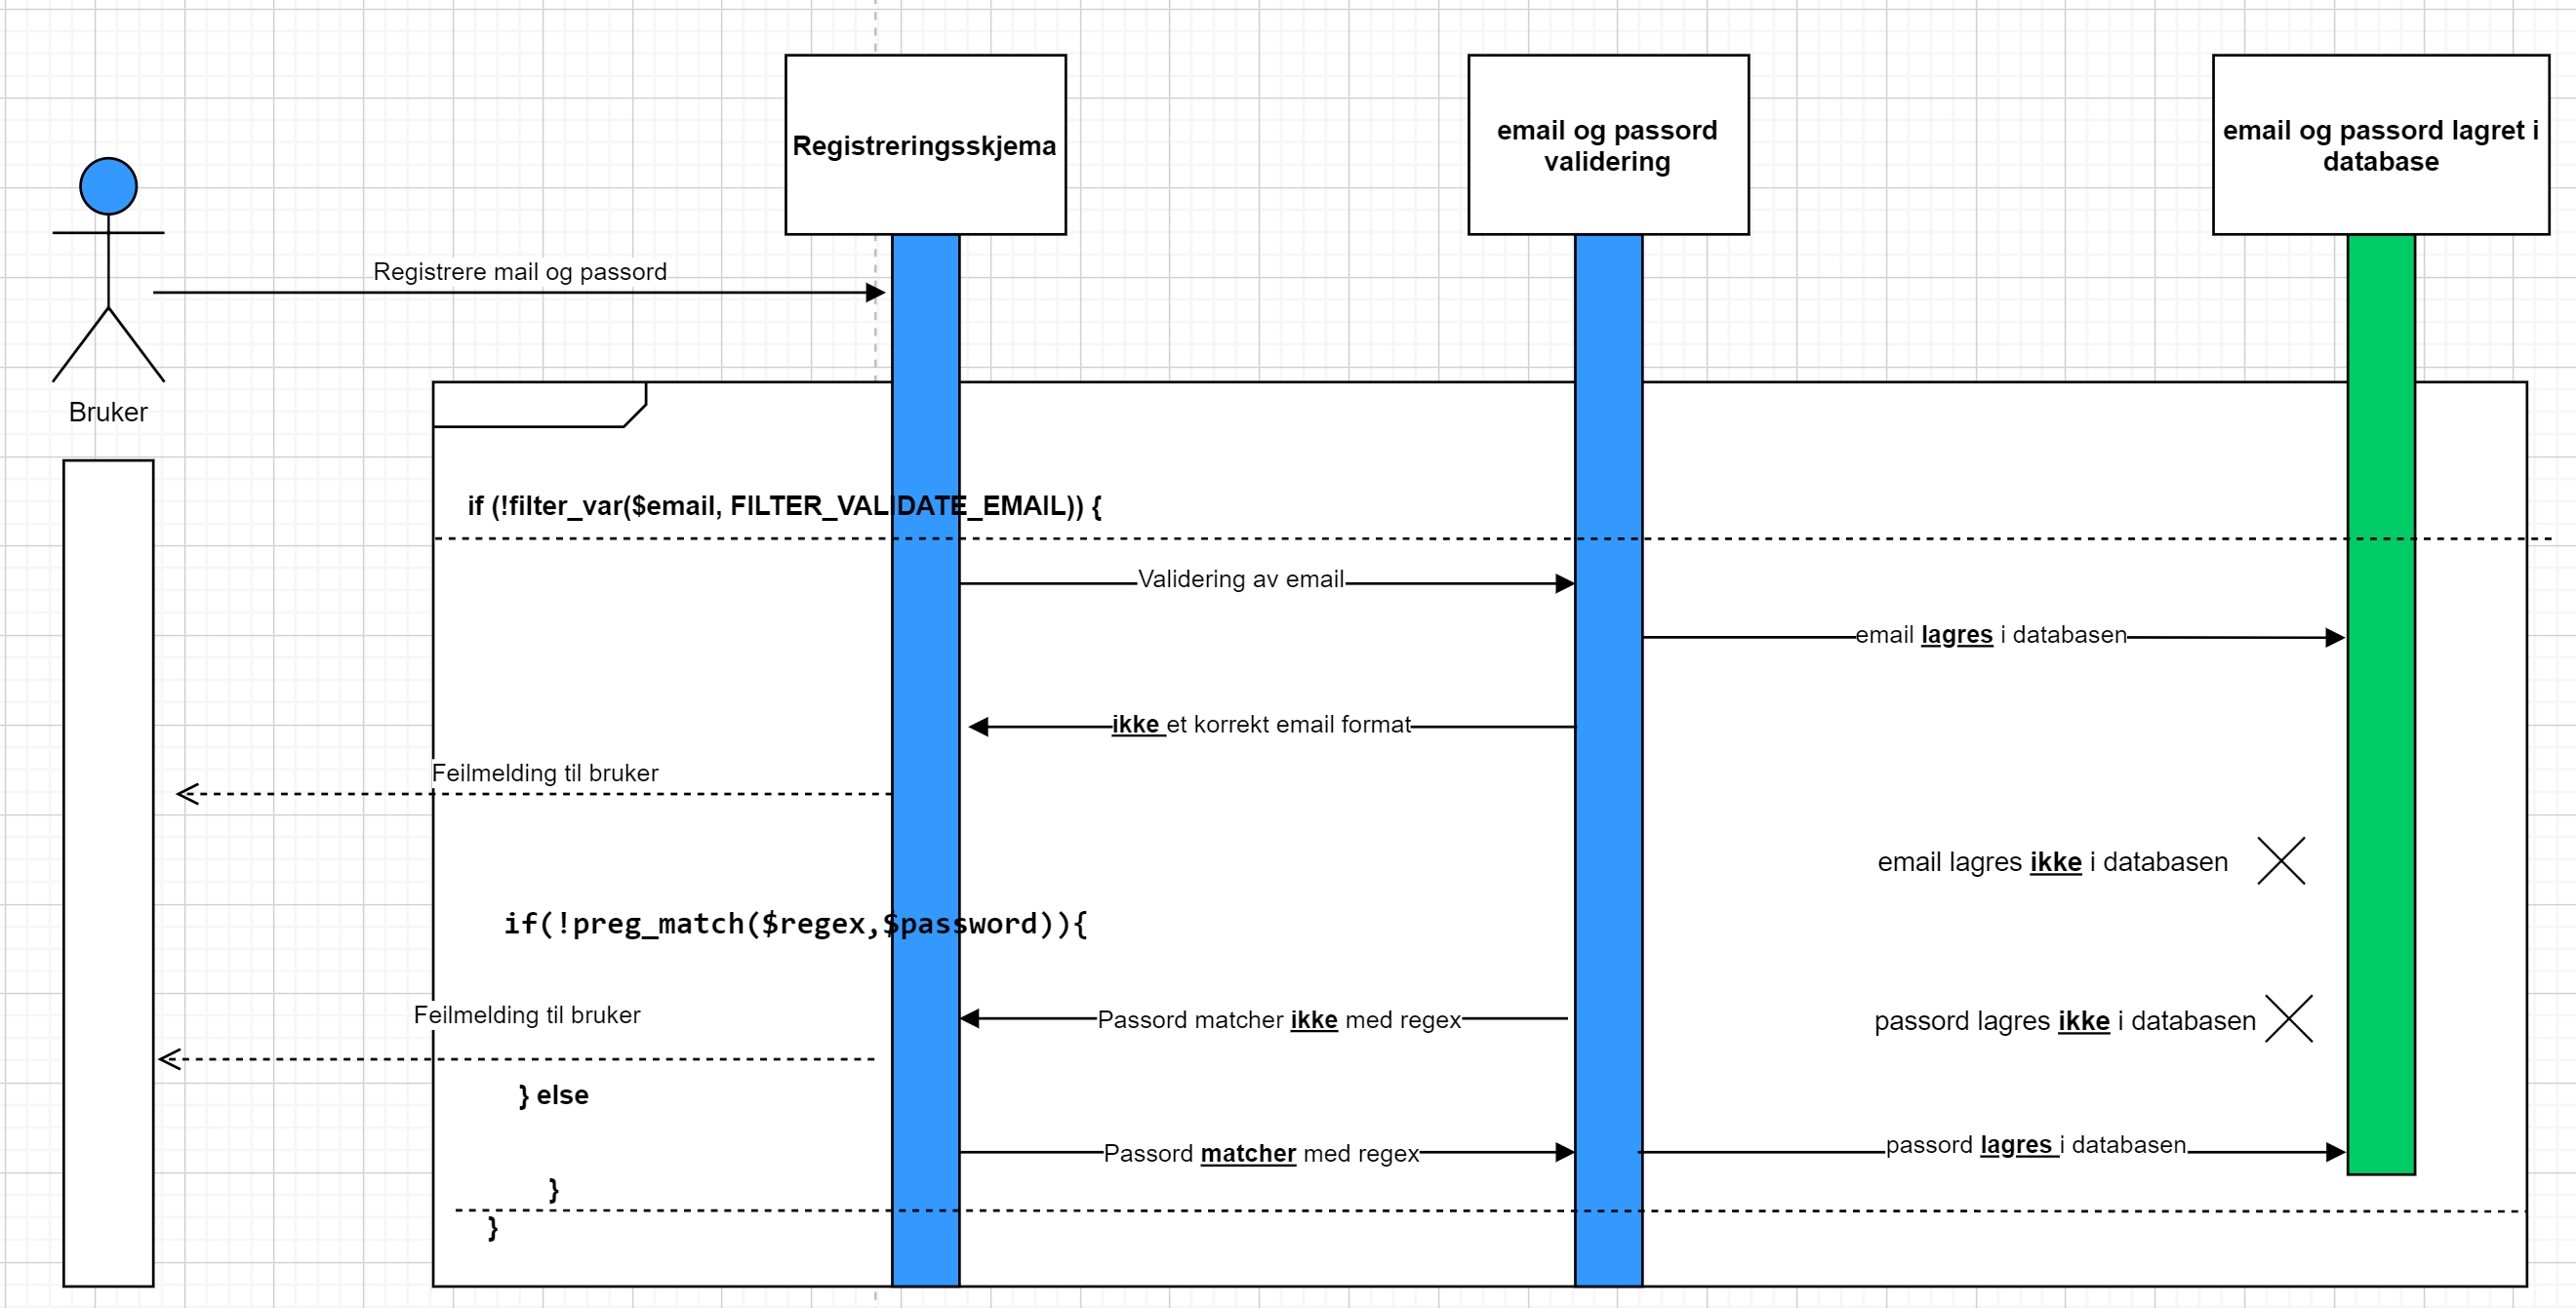 Registreringsskjema
email og passord
validering
email og passord lagret i
database
Registrere mail og passord
Bruker
if (!filter_var($email, FILTER_VALIDATE_EMAIL)) {
Validering av email
email lagres i databasen
ikke et korrekt email format
Feilmelding til bruker
email lagres ikke i databasen
if(!preg_match($regex,$password)){
Feilmelding til bruker
Passord matcher ikke med regex
passord lagres ikke i databasen
} else
Passord matcher med regex
passord lagres i databasen
}
}